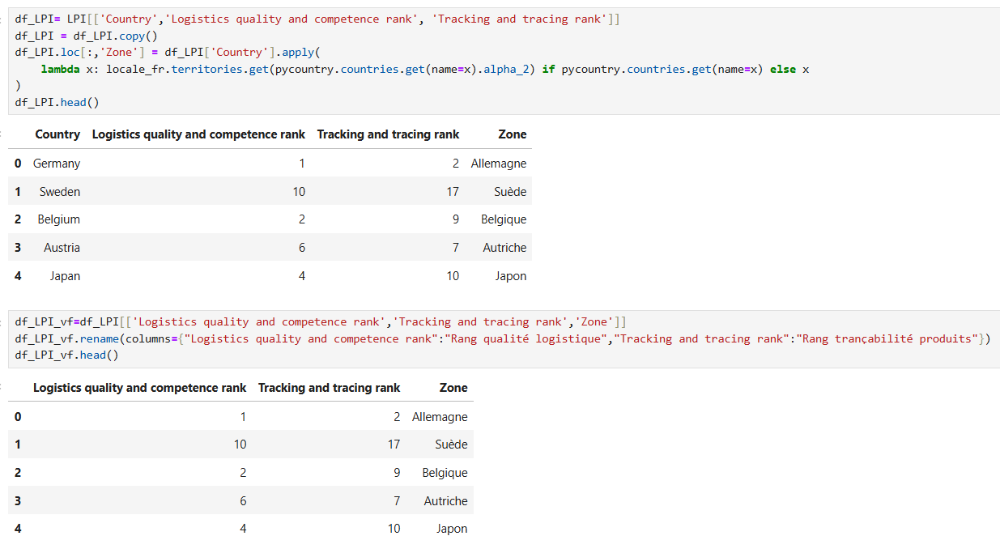 df_LPI= LPI[['Country','Logistics quality and competence rank', 'Tracking and tracing rank']]
df_LPI = df_LPI.copy()
df_LPI.loc[:,'Zone'] = df_LPI['Country'].apply(
    lambda x: locale_fr.territories.get(pycountry.countries.get(name=x).alpha_2) if pycountry.countries.get(name=x) else x
)
df_LPI.head()
Country Logistics quality and competence rank Tracking and tracing rank Zone
0 Germany 1 2 Allemagne
1 Sweden 10 17 Suède
2 Belgium 2 9 Belgique
3 Austria 6 7 Autriche
4 Japan 4 10 Japon
df_LPI_vf=df_LPI[['Logistics quality and competence rank','Tracking and tracing rank','Zone']]
df_LPI_vf.rename(columns={"Logistics quality and competence rank":"Rang qualité logistique","Tracking and tracing rank":"Rang trançabilité produits"})
df_LPI_vf.head()
Logistics quality and competence rank Tracking and tracing rank Zone
0 1 2 Allemagne
1 10 17 Suède
2 2 9 Belgique
3 6 7 Autriche
4 4 10 Japon